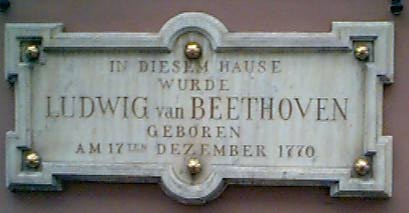 IN DIESEM HAUSE
WURDE
LUDWIG van BEETHOVEN
GEBOREN
AM 17TEN DEZEMBER 1770